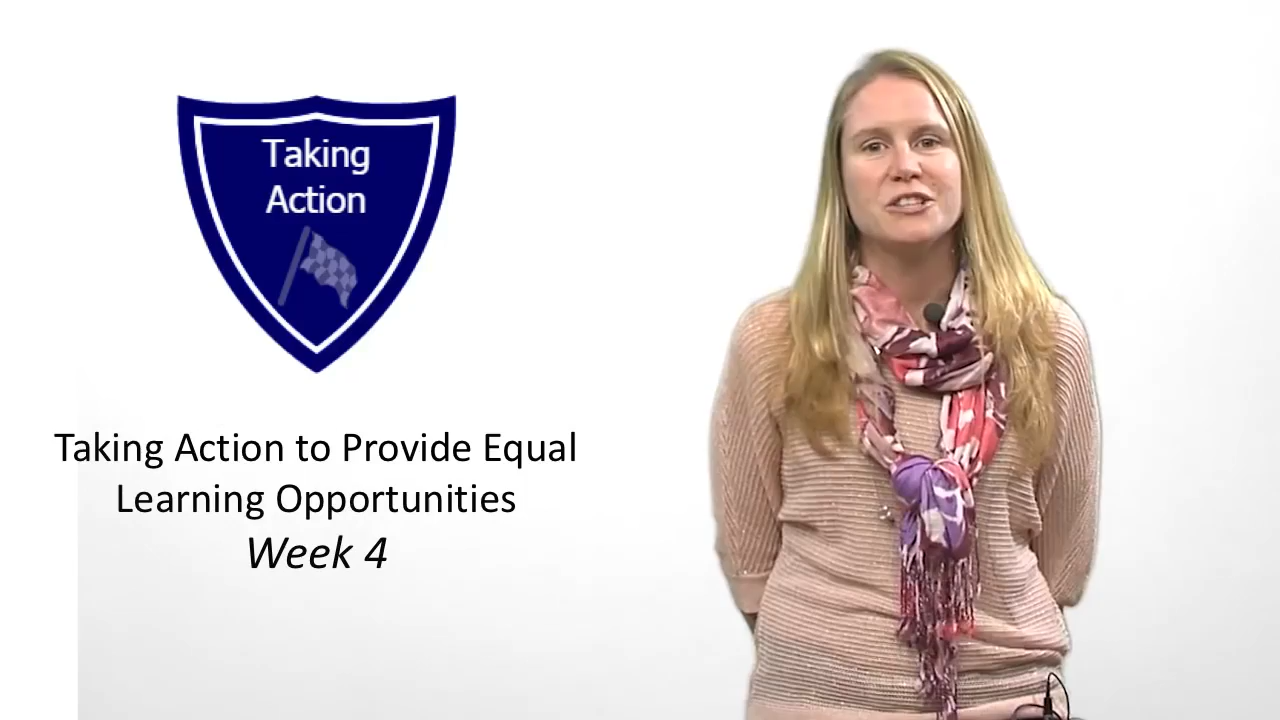 Taking
Action
Taking Action to Provide Equal
Learning Opportunities
Week 4